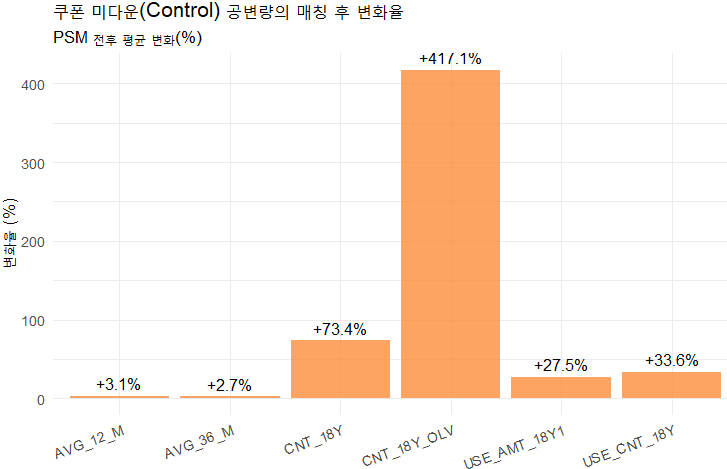 쿠폰 미다운(Control) 공변량의 매칭 후 변화율
PSM 전후 평균 변화(%)
변화율 (%)
400
300
200
100
0
+3.1%
+2.7%
+73.4%
+417.1%
+27.5%
+33.6%
AVG_12_M
AVG_36_M
CNT_18Y
CNT_18Y_OLV
USE_AMT_18Y1
USE_CNT_18Y